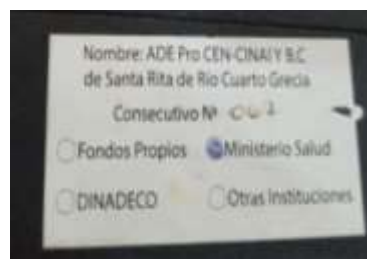 Nombre: ADE Pro CEN-CINAI Y B.C
de Santa Rita de Rio Cuarto Grecia
Consecutivo Nº
Fondos Propios Ministerio Salud
DINADECO Otras Instituciones